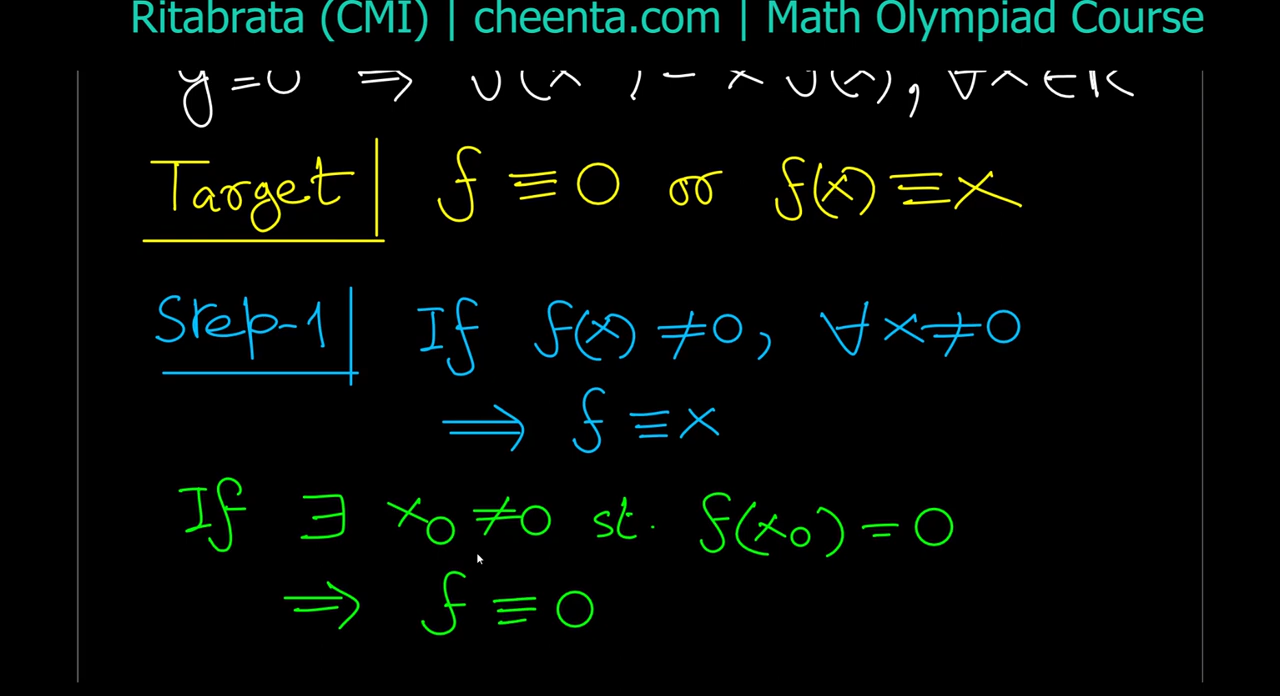 Ritabrata (CMI) | cheenta.com | Math Olympiad Course
y=0 ⇒ f(x ) = x f(x), ∀x∈R
Target f ≡ 0 or f(x) ≡ x
Step-1 If f(x) ≠ 0, ∀ x ≠ 0
⟹ f ≡ x
If ∃ x₀ ≠ 0 st. f(x₀) = 0
⟹ f ≡ 0